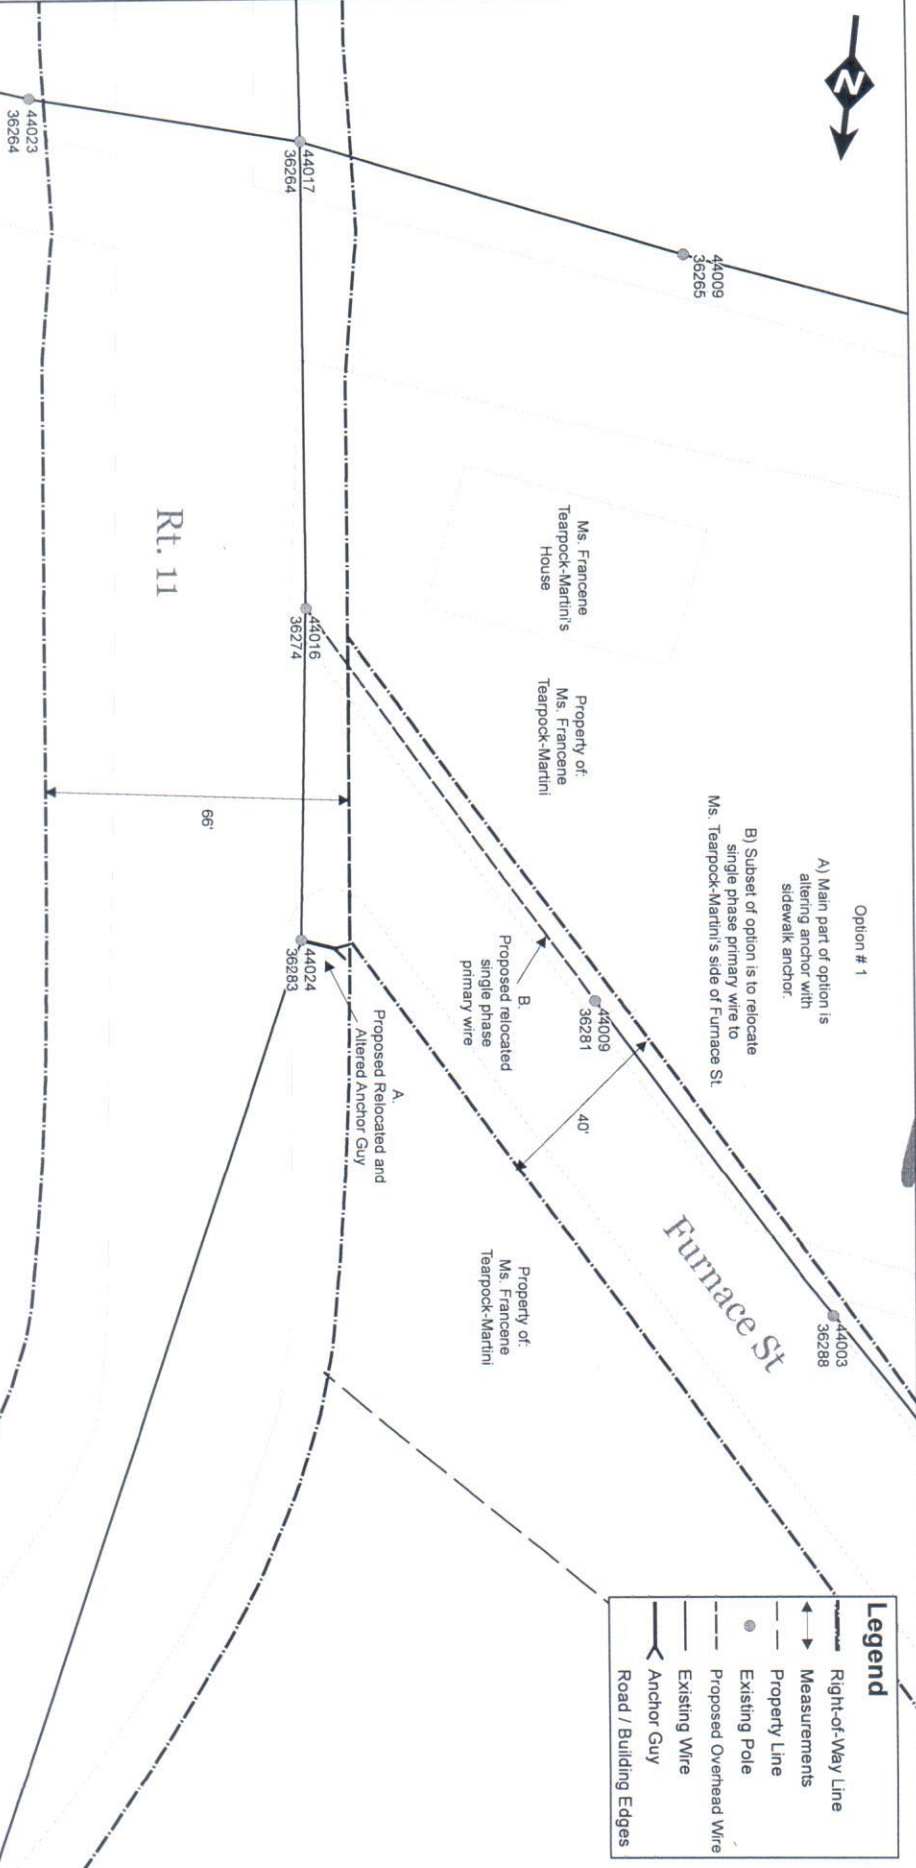 N
Option # 1
A) Main part of option is
altering anchor with
sidewalk anchor.
B) Subset of option is to relocate
single phase primary wire to
Ms. Tearpock-Martini's side of Furnace St.
44023
36264
44017
36264
44009
36265
Ms. Francene
Tearpock-Martini's
House
Property of:
Ms. Francene
Tearpock-Martini
Rt. 11
44016
36274
66'
44024
36283
B.
Proposed relocated
single phase
primary wire
44009
36281
40'
A.
Proposed Relocated and
Altered Anchor Guy
Furnace St
44003
36288
Property of:
Ms. Francene
Tearpock-Martini
Legend
Right-of-Way Line
Measurements
Property Line
Existing Pole
Proposed Overhead Wire
Existing Wire
Anchor Guy
Road / Building Edges